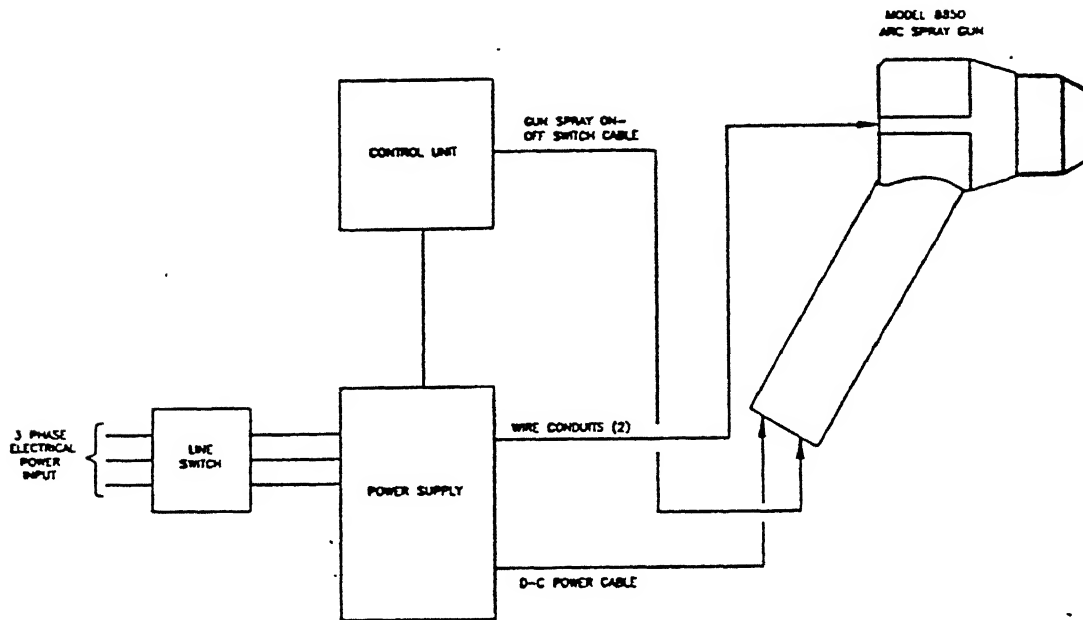 MODEL 8850
ARC SPRAY GUN
CONTROL UNIT
GUN SPRAY ON-
OFF SWITCH CABLE
3 PHASE
ELECTRICAL
POWER
INPUT
LINE
SWITCH
POWER SUPPLY
WIRE CONDUITS (2)
D-C POWER CABLE